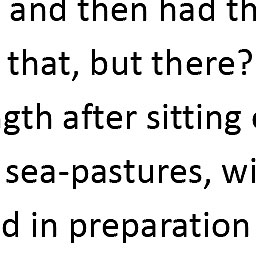 and then had th
that, but there?
gth after sitting
sea-pastures, wi
d in preparation